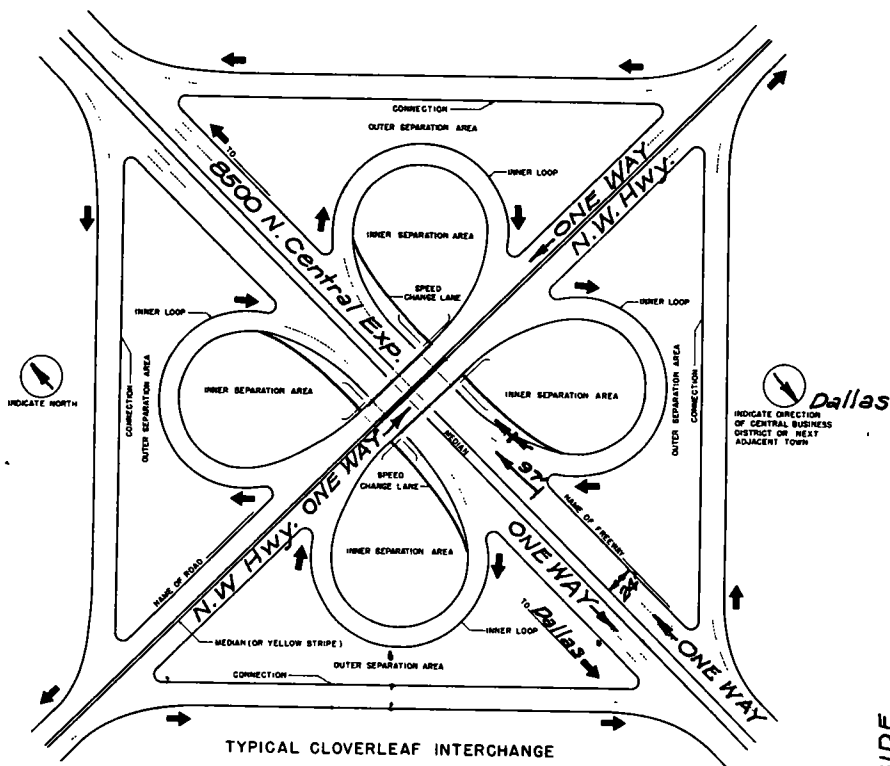 CONNECTION
OUTER SEPARATION AREA
TO
8500 N. Central Exp.
INNER LOOP
ONE WAY
N.W. Hwy.
INNER SEPARATION AREA
SPEED
CHANGE LANE
INNER LOOP
INNER LOOP
INDICATE NORTH
CONNECTION
OUTER SEPARATION AREA
INNER SEPARATION AREA
INNER SEPARATION AREA
OUTER SEPARATION AREA
CONNECTION
Dallas
INDICATE DIRECTION
OF CENTRAL BUSINESS
DISTRICT OR NEXT
ADJACENT TOWN
MEDIAN
97'
N.W. Hwy. ONE WAY
SPEED
CHANGE LANE
NAME OF FREEWAY
ONE WAY
24'
NAME OF ROAD
INNER SEPARATION AREA
TO Dallas
ONE WAY
MEDIAN (OR YELLOW STRIPE)
INNER LOOP
OUTER SEPARATION AREA
CONNECTION
TYPICAL CLOVERLEAF INTERCHANGE